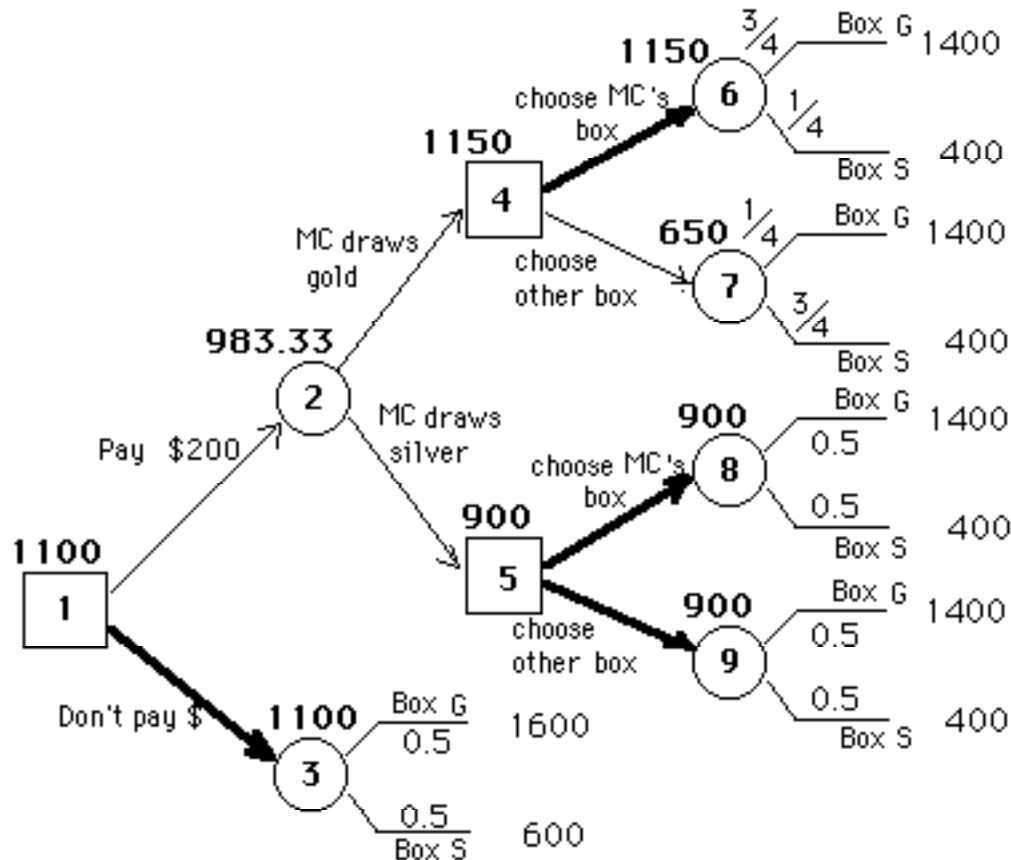 3/4
Box G
1400
1150
6
choose MC's
box
1/4
400
Box S
1150
4
MC draws
gold
1/4
Box G
1400
650
7
choose
other box
3/4
400
Box S
983.33
2
MC draws
silver
Pay $200
900
Box G
1400
0.5
8
choose MC's
box
0.5
400
Box S
900
5
1100
1
900
Box G
1400
0.5
9
choose
other box
0.5
400
Box S
Don't pay $
1100
Box G
1600
0.5
3
0.5
600
Box S